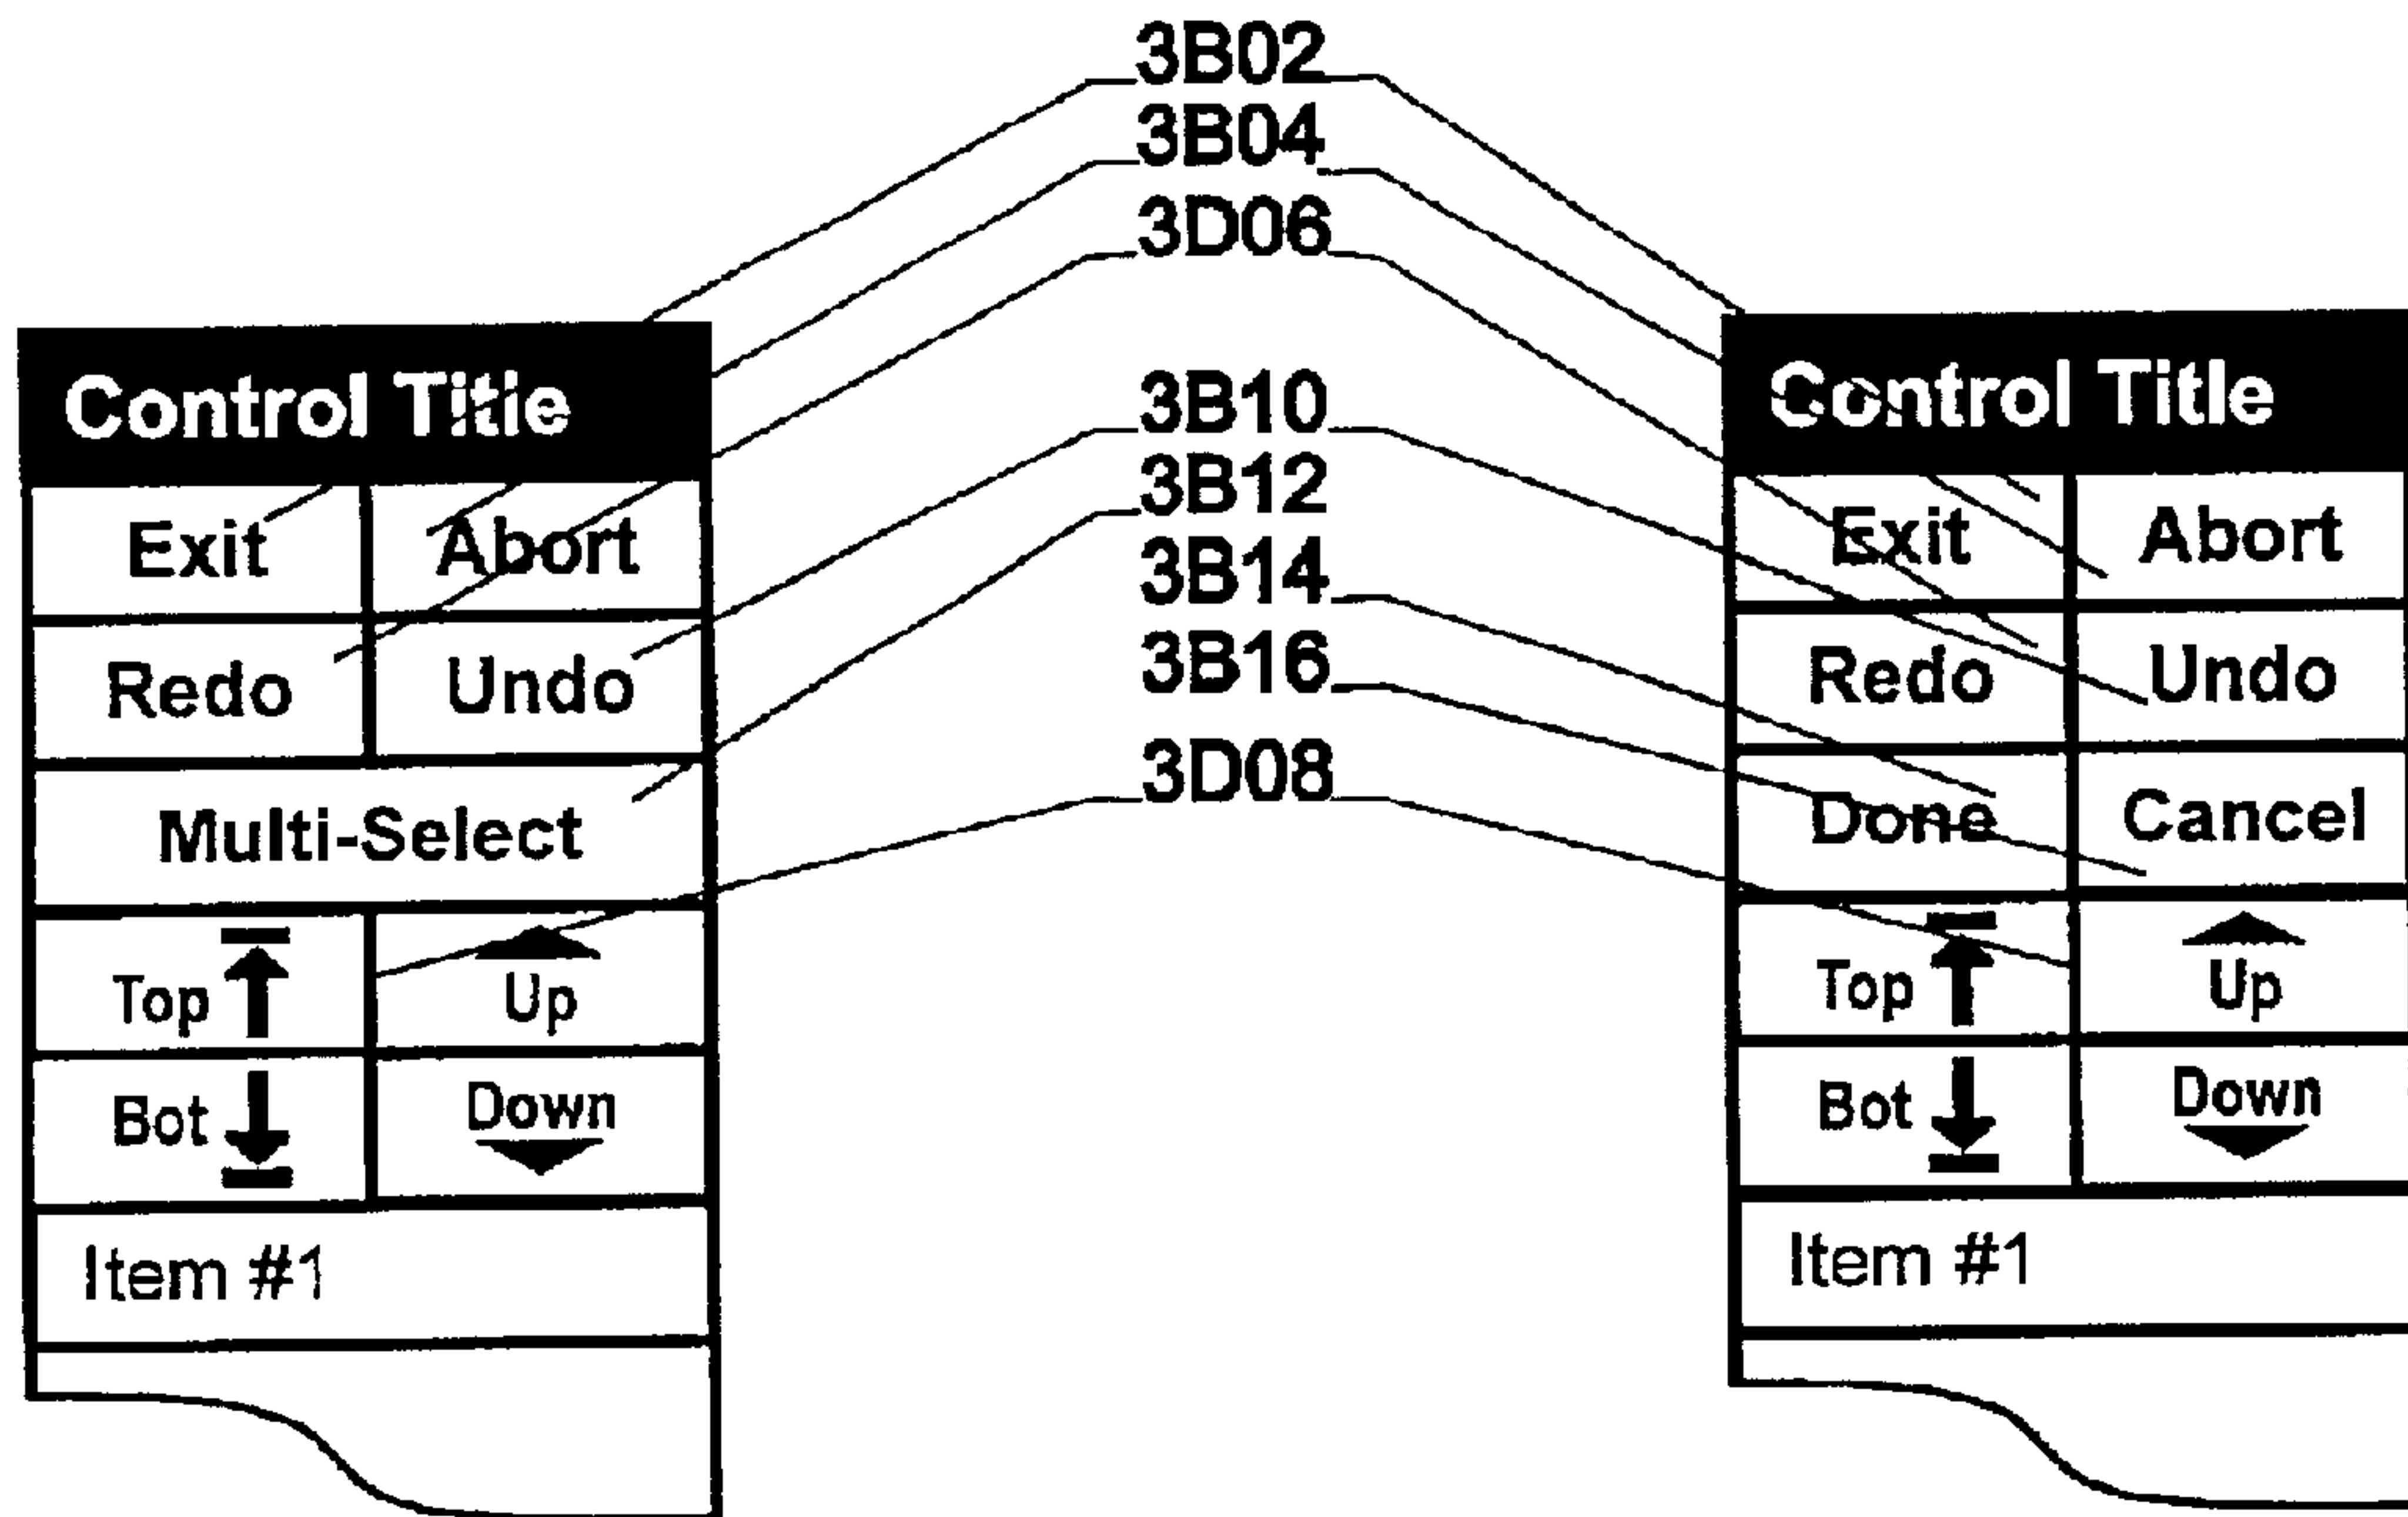 3B02
3B04
3D06
3B10
3B12
3B14
3B16
3D08
Control Title
Exit Abort
Redo Undo
Multi-Select
Top Up
Bot Down
Item #1
Control Title
Exit Abort
Redo Undo
Done Cancel
Top Up
Bot Down
Item #1